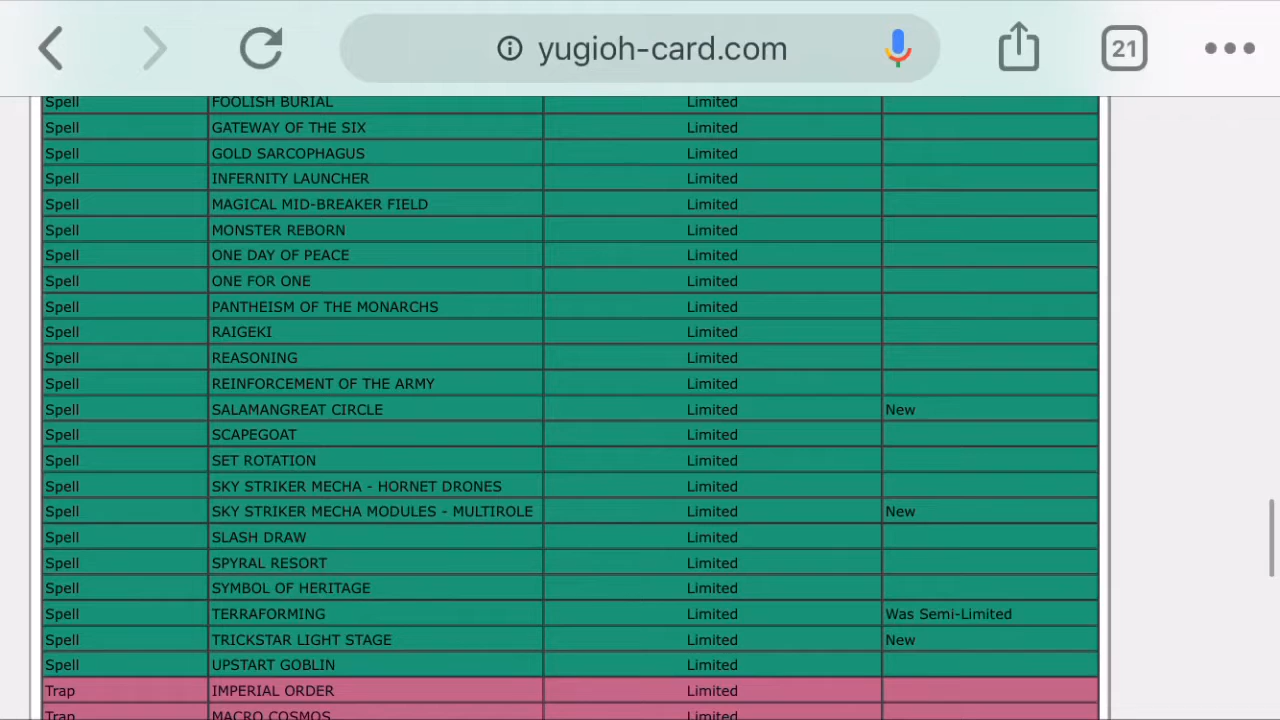 yugioh-card.com
21
Spell FOOLISH BURIAL Limited
Spell GATEWAY OF THE SIX Limited
Spell GOLD SARCOPHAGUS Limited
Spell INFERNITY LAUNCHER Limited
Spell MAGICAL MID-BREAKER FIELD Limited
Spell MONSTER REBORN Limited
Spell ONE DAY OF PEACE Limited
Spell ONE FOR ONE Limited
Spell PANTHEISM OF THE MONARCHS Limited
Spell RAIGEKI Limited
Spell REASONING Limited
Spell REINFORCEMENT OF THE ARMY Limited
Spell SALAMANGREAT CIRCLE Limited New
Spell SCAPEGOAT Limited
Spell SET ROTATION Limited
Spell SKY STRIKER MECHA - HORNET DRONES Limited
Spell SKY STRIKER MECHA MODULES - MULTIROLE Limited New
Spell SLASH DRAW Limited
Spell SPYRAL RESORT Limited
Spell SYMBOL OF HERITAGE Limited
Spell TERRAFORMING Limited Was Semi-Limited
Spell TRICKSTAR LIGHT STAGE Limited New
Spell UPSTART GOBLIN Limited
Trap IMPERIAL ORDER Limited
Trap MACRO COSMOS Limited